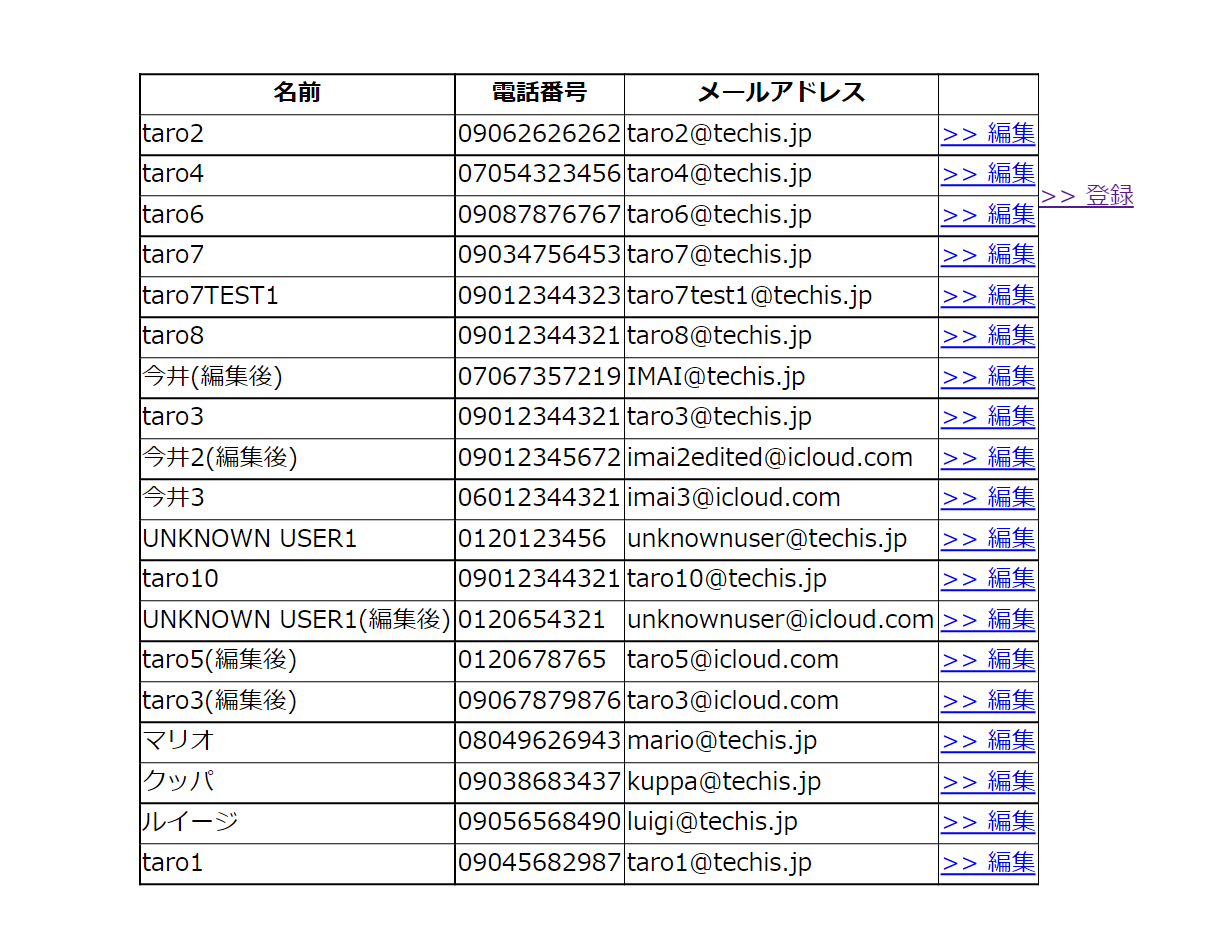 名前 電話番号 メールアドレス
taro2 09062626262 taro2@techis.jp >> 編集
taro4 07054323456 taro4@techis.jp >> 編集
>> 登録
taro6 09087876767 taro6@techis.jp >> 編集
taro7 09034756453 taro7@techis.jp >> 編集
taro7TEST1 09012344323 taro7test1@techis.jp >> 編集
taro8 09012344321 taro8@techis.jp >> 編集
今井(編集後) 07067357219 IMAI@techis.jp >> 編集
taro3 09012344321 taro3@techis.jp >> 編集
今井2(編集後) 09012345672 imai2edited@icloud.com >> 編集
今井3 06012344321 imai3@icloud.com >> 編集
UNKNOWN USER1 0120123456 unknownuser@techis.jp >> 編集
taro10 09012344321 taro10@techis.jp >> 編集
UNKNOWN USER1(編集後) 0120654321 unknownuser@icloud.com >> 編集
taro5(編集後) 0120678765 taro5@icloud.com >> 編集
taro3(編集後) 09067879876 taro3@icloud.com >> 編集
マリオ 08049626943 mario@techis.jp >> 編集
クッパ 09038683437 kuppa@techis.jp >> 編集
ルイージ 09056568490 luigi@techis.jp >> 編集
taro1 09045682987 taro1@techis.jp >> 編集